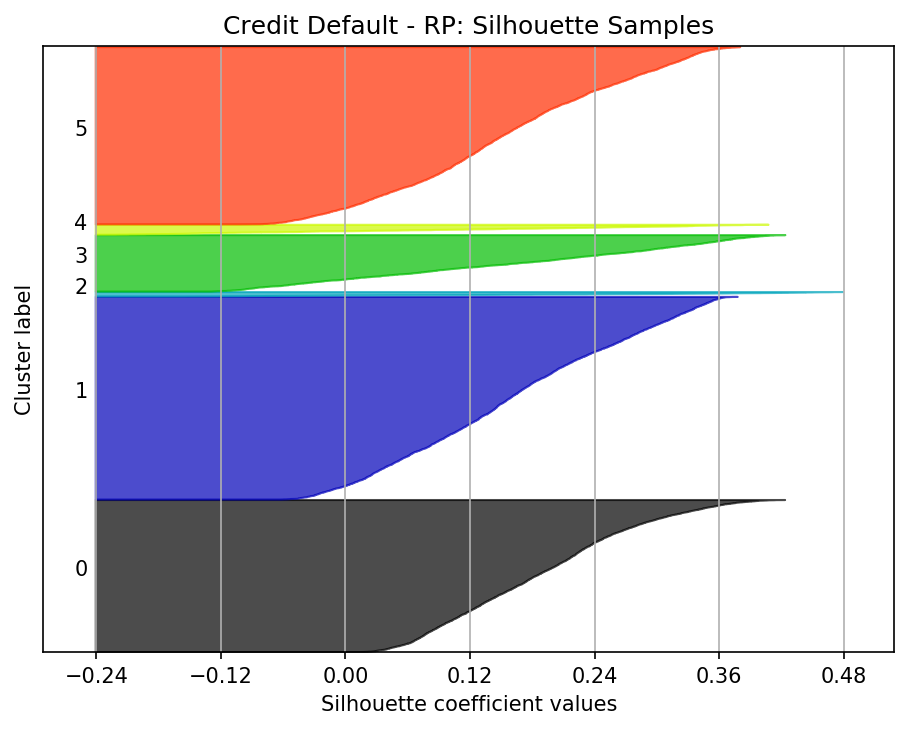 Credit Default - RP: Silhouette Samples
5
4
3
2
1
0
Cluster label
−0.24 −0.12 0.00 0.12 0.24 0.36 0.48
Silhouette coefficient values